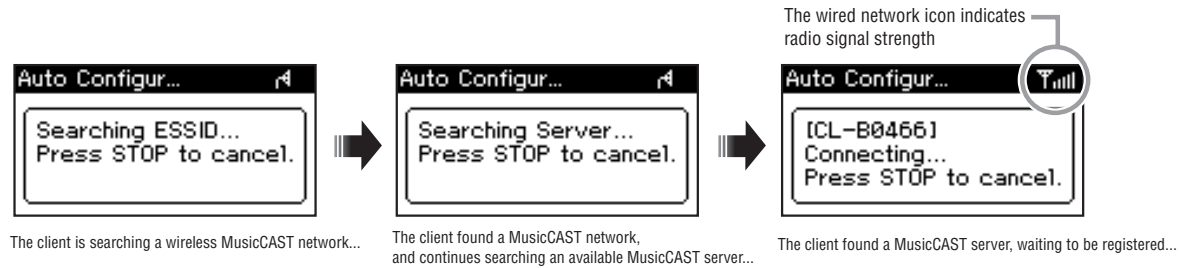 The wired network icon indicates
radio signal strength
Auto Configur...
Searching ESSID...
Press STOP to cancel.
The client is searching a wireless MusicCAST network...
Auto Configur...
Searching Server...
Press STOP to cancel.
The client found a MusicCAST network,
and continues searching an available MusicCAST server...
Auto Configur...
[CL-B0466]
Connecting...
Press STOP to cancel.
The client found a MusicCAST server, waiting to be registered...